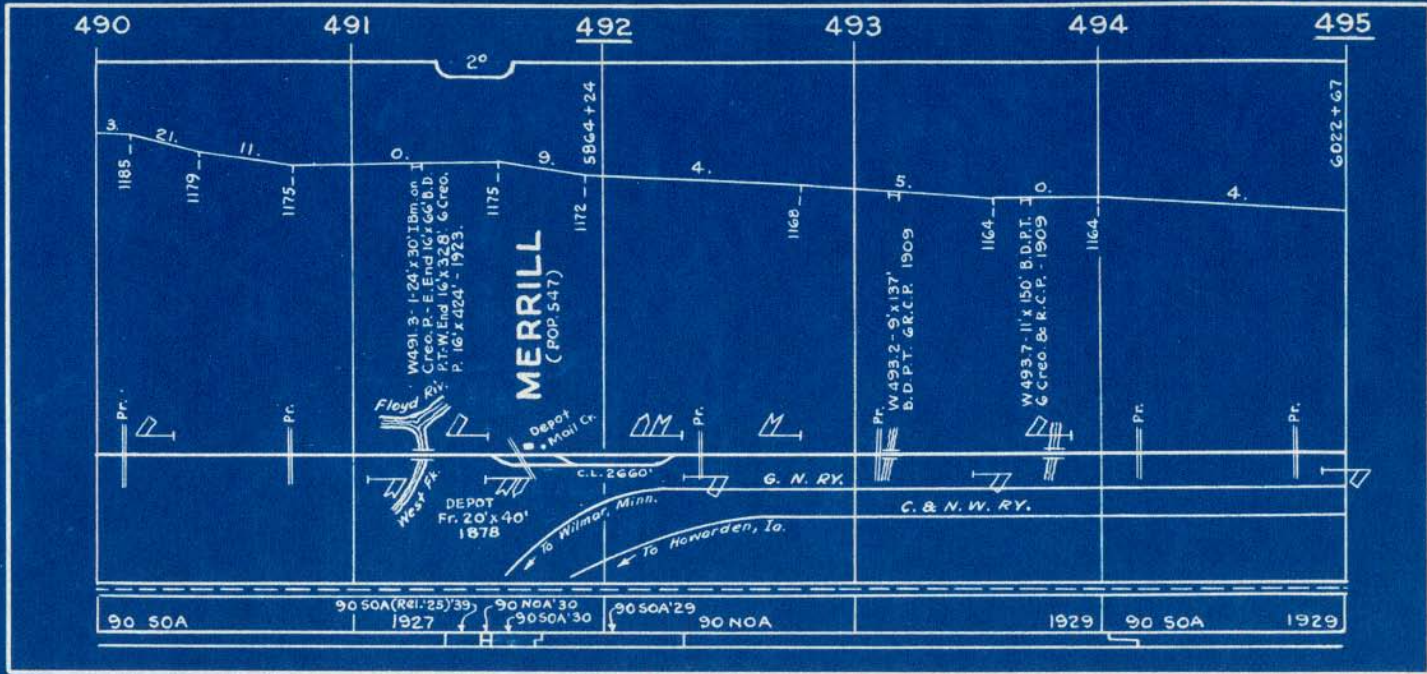 490 491 492 493 494 495
2°
5864+24
6022+67
3. 21. 11. 0. 9. 4. 5. 0. 4.
1185
1179
1175
1175
1172
1168
1164
1164
W491.3 - 1-24'x30' I Bm. on
Creo. P. - E. End 16'x66' B.D.
P.T. - W. End 16'x328' 6 Creo.
P. 16'x424' - 1923.
MERRILL
(POP. 547)
W493.2 - 9'x137'
B.D.P.T. 6 R.C.P. 1909
W493.7 - 11'x150' B.D.P.T.
6 Creo. & R.C.P. - 1909
Pr.
Floyd Riv.
Depot
Mail Cr.
Pr.
Pr.
Pr.
Pr.
West Fk.
C.L. 2660'
DEPOT
Fr. 20'x40'
1878
G. N. RY.
C. & N. W. RY.
To Wilmar, Minn.
To Howarden, Ia.
90 SOA(Rel.'25)'39 90 NOA'30 90 SOA'29
90SOA'30
90 SOA 1927 90 NOA 1929 90 SOA 1929